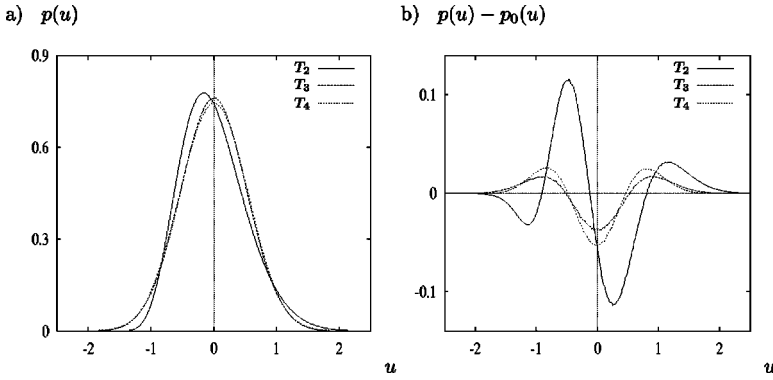 a) p(u)
0.9
0.6
0.3
0
-2 -1 0 1 2
u
T₂
T₃
T₄
b) p(u) − p₀(u)
0.1
0
-0.1
-2 -1 0 1 2
u
T₂
T₃
T₄